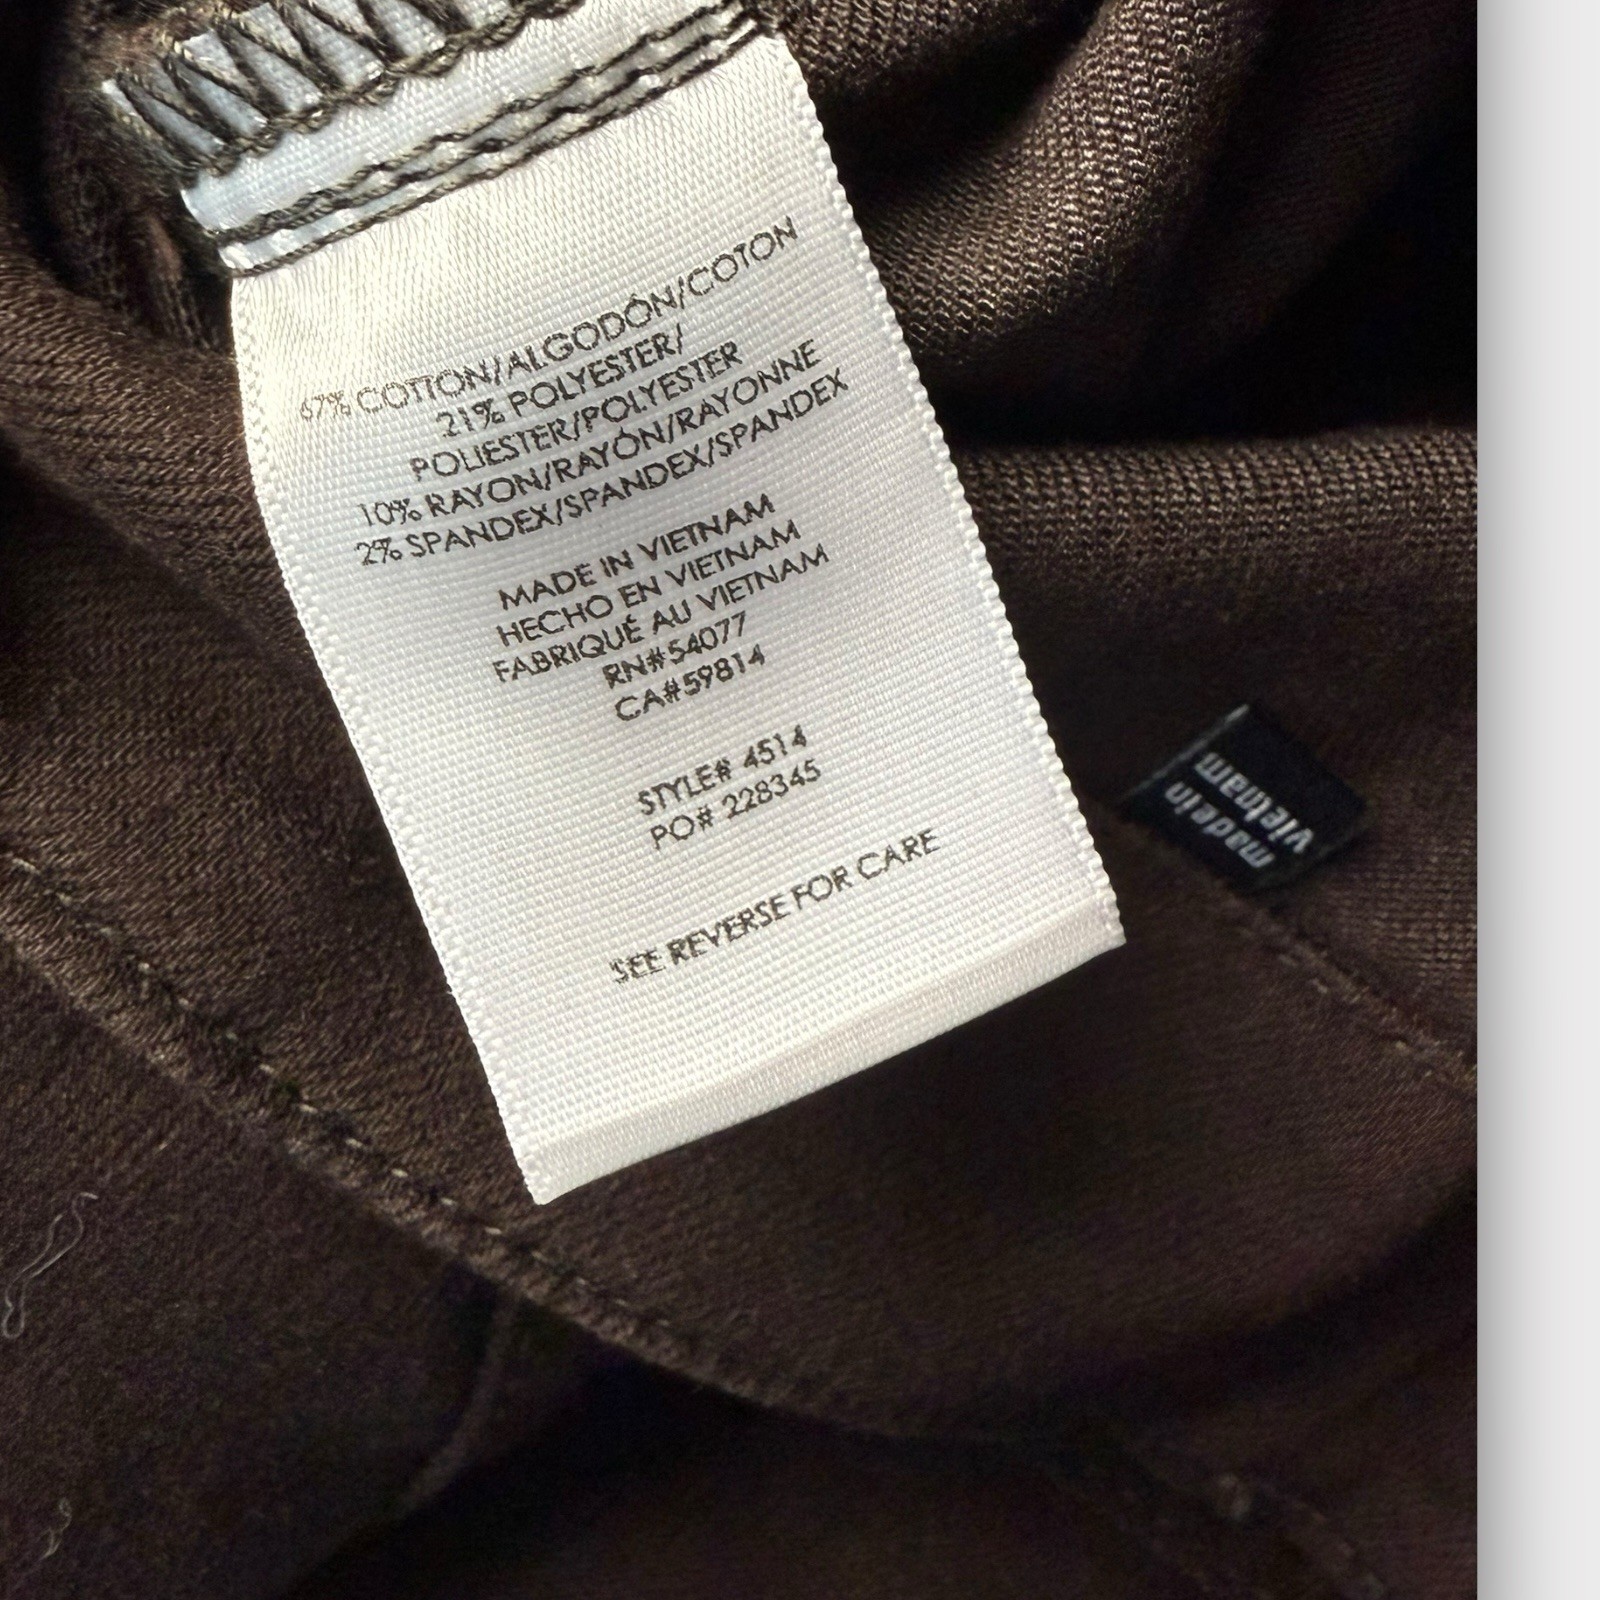 67% COTTON/ALGODÓN/COTON
21% POLYESTER/
POLIESTER/POLYESTER
10% RAYON/RAYÓN/RAYONNE
2% SPANDEX/SPANDEX/SPANDEX
MADE IN VIETNAM
HECHO EN VIETNAM
FABRIQUÉ AU VIETNAM
RN#54077
CA#59814
STYLE# 4514
PO# 228345
SEE REVERSE FOR CARE
made in
vietnam